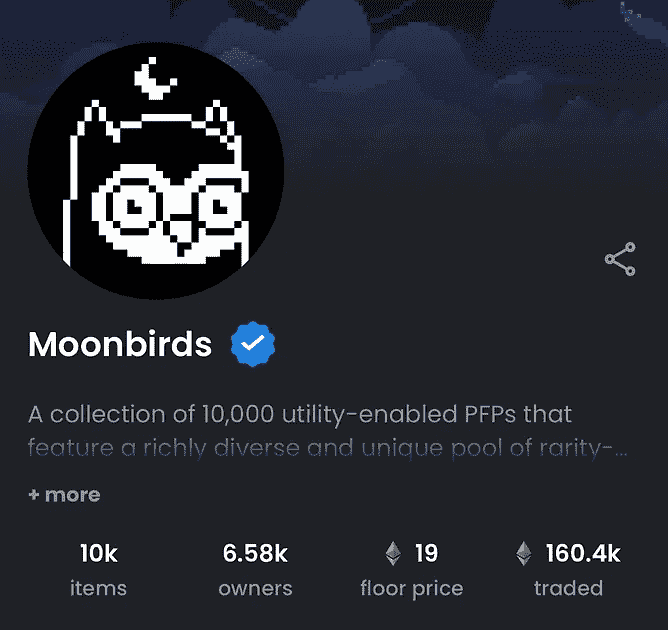 Moonbirds
A collection of 10,000 utility-enabled PFPs that
feature a richly diverse and unique pool of rarity-...
+ more
10k 6.58k 19 160.4k
items owners floor price traded